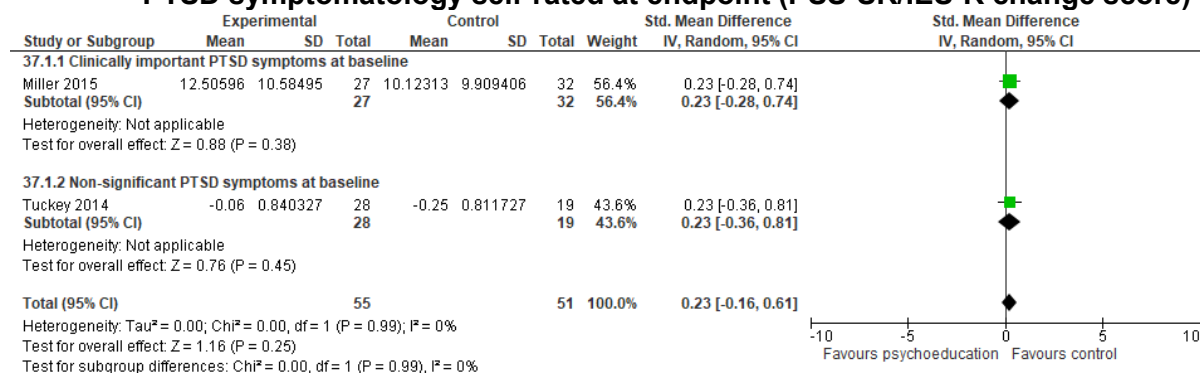 PTSD symptomatology self-rated at endpoint (PSS-SR/IES-R change score)
Experimental Control Std. Mean Difference Std. Mean Difference
Study or Subgroup Mean SD Total Mean SD Total Weight IV, Random, 95% CI IV, Random, 95% CI
37.1.1 Clinically important PTSD symptoms at baseline
Miller 2015 12.50596 10.58495 27 10.12313 9.909406 32 56.4% 0.23 [-0.28, 0.74]
Subtotal (95% CI) 27 32 56.4% 0.23 [-0.28, 0.74]
Heterogeneity: Not applicable
Test for overall effect: Z = 0.88 (P = 0.38)
37.1.2 Non-significant PTSD symptoms at baseline
Tuckey 2014 -0.06 0.840327 28 -0.25 0.811727 19 43.6% 0.23 [-0.36, 0.81]
Subtotal (95% CI) 28 19 43.6% 0.23 [-0.36, 0.81]
Heterogeneity: Not applicable
Test for overall effect: Z = 0.76 (P = 0.45)
Total (95% CI) 55 51 100.0% 0.23 [-0.16, 0.61]
Heterogeneity: Tau² = 0.00; Chi² = 0.00, df = 1 (P = 0.99); I² = 0%
Test for overall effect: Z = 1.16 (P = 0.25)
Test for subgroup differences: Chi² = 0.00, df = 1 (P = 0.99), I² = 0%
-10 -5 0 5 10
Favours psychoeducation Favours control